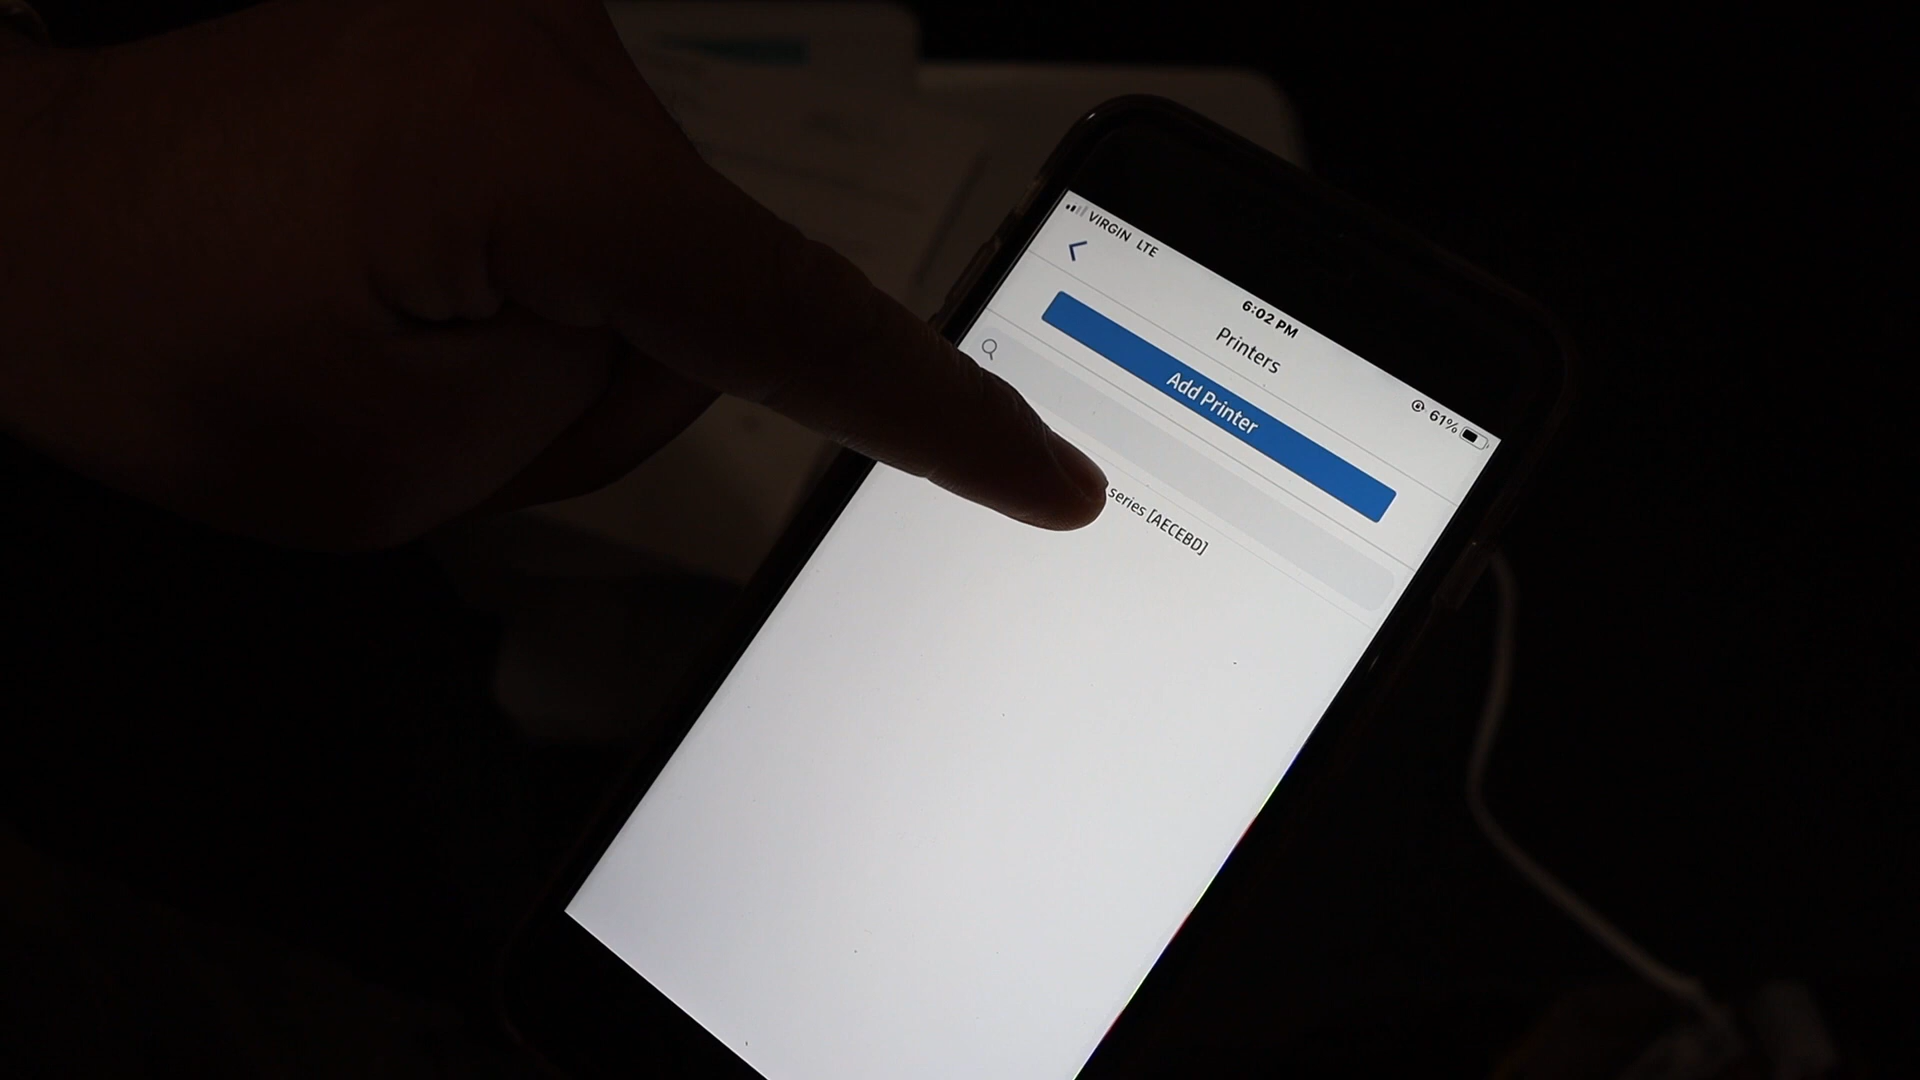 VIRGIN LTE
6:02 PM
61%
Printers
Add Printer
series [AECEBD]